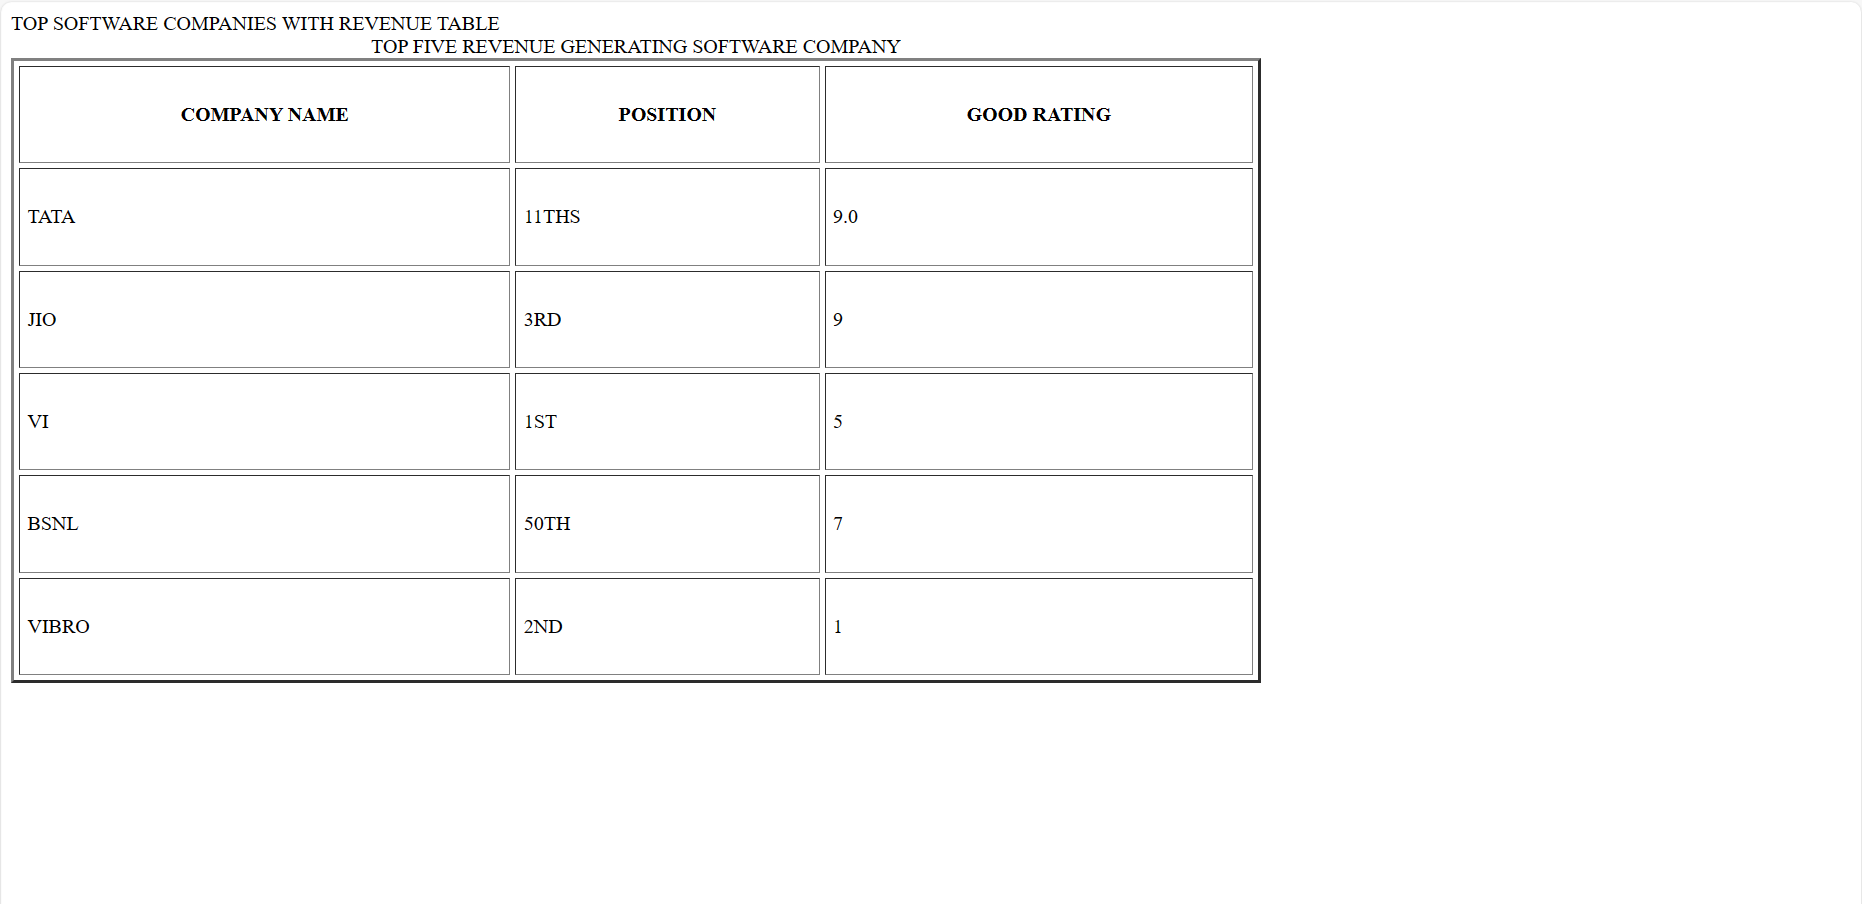 TOP SOFTWARE COMPANIES WITH REVENUE TABLE
TOP FIVE REVENUE GENERATING SOFTWARE COMPANY
COMPANY NAME POSITION GOOD RATING
TATA 11THS 9.0
JIO 3RD 9
VI 1ST 5
BSNL 50TH 7
VIBRO 2ND 1